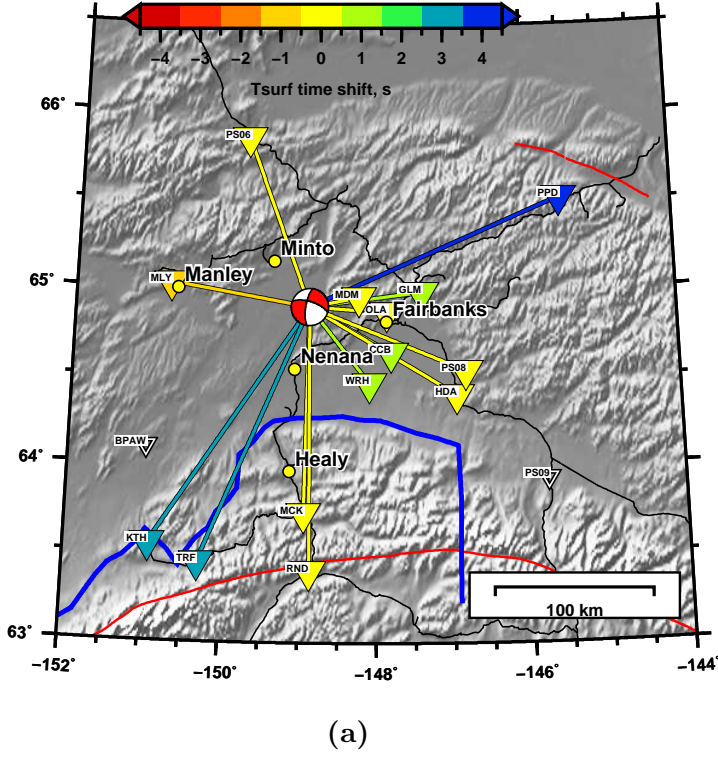 −4 −3 −2 −1 0 1 2 3 4
Tsurf time shift, s
66˚
PS06
PPD
Minto
65˚
MLY
Manley
MDM
GLM
OLA
Fairbanks
CCB
Nenana
PS08
WRH
HDA
BPAW
64˚
Healy
PS09
MCK
KTH
TRF
RND
100 km
63˚
−152˚ −150˚ −148˚ −146˚ −144˚
(a)